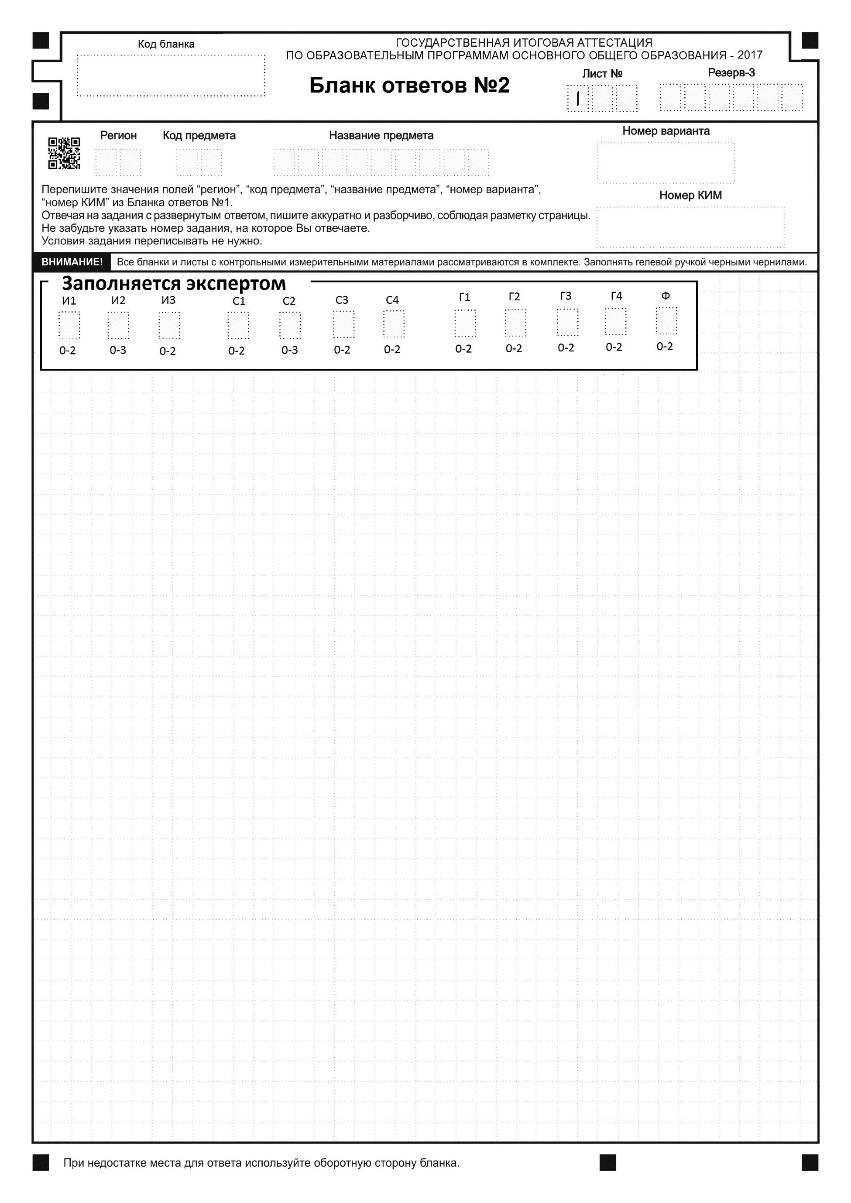 Код бланка
ГОСУДАРСТВЕННАЯ ИТОГОВАЯ АТТЕСТАЦИЯ
ПО ОБРАЗОВАТЕЛЬНЫМ ПРОГРАММАМ ОСНОВНОГО ОБЩЕГО ОБРАЗОВАНИЯ - 2017
Бланк ответов №2
Лист №
Резерв-3
1
Регион
Код предмета
Название предмета
Номер варианта
Перепишите значения полей “регион”, “код предмета”, “название предмета”, “номер варианта”,
“номер КИМ” из Бланка ответов №1.
Номер КИМ
Отвечая на задания с развернутым ответом, пишите аккуратно и разборчиво, соблюдая разметку страницы.
Не забудьте указать номер задания, на которое Вы отвечаете.
Условия задания переписывать не нужно.
ВНИМАНИЕ! Все бланки и листы с контрольными измерительными материалами рассматриваются в комплекте. Заполнять гелевой ручкой черными чернилами.
Заполняется экспертом
И1 И2 И3 С1 С2 С3 С4 Г1 Г2 Г3 Г4 Ф
0-2 0-3 0-2 0-2 0-3 0-2 0-2 0-2 0-2 0-2 0-2 0-2
При недостатке места для ответа используйте оборотную сторону бланка.